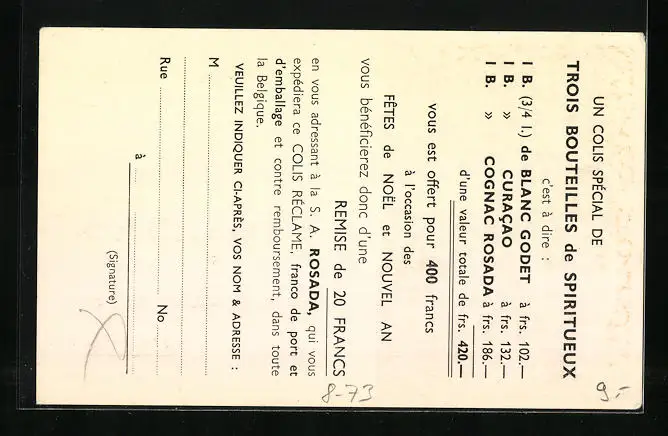 UN COLIS SPÉCIAL DE
TROIS BOUTEILLES de SPIRITUEUX
c'est à dire :
1 B. (3/4 l.) de BLANC GODET à frs. 102.—
1 B. » CURAÇAO à frs. 132.—
1 B. » COGNAC ROSADA à frs. 186.—
d'une valeur totale de frs. 420.—
vous est offert pour 400 francs
à l'occasion des
FÊTES de NOËL et NOUVEL AN
vous bénéficierez donc d'une
REMISE de 20 FRANCS
en vous adressant à la S. A. ROSADA, qui vous
expédiera ce COLIS RÉCLAME, franco de port et
d'emballage et contre remboursement, dans toute
la Belgique.
VEUILLEZ INDIQUER CI-APRÈS, VOS NOM & ADRESSE :
M
Rue No
à
(Signature)
8-73
9,-